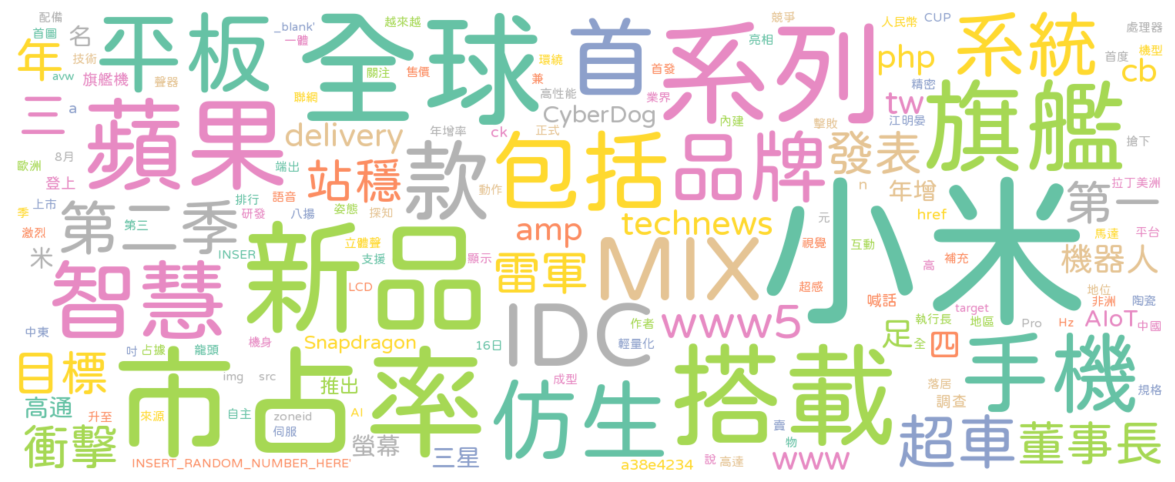 配備
首圖
年
名
技術
平板
聲器
avw
旗艦機
_blank'
一體
越來越
全球
關注
售價
環繞
兼
聯網
首
首發
高性能
業界
系列
亮相
競爭
人民幣
CUP
php
精密
系統
處理器
機型
首度
cb
三
a
蘋果
delivery
年增率
ck
正式
CyberDog
內建
擊敗
tw
江明晏
旗艦
搶下
歐洲
8月
登上
端出
站穩
語音
款
動作
包括
品牌
發表
n
年增
第一
拉丁美洲
季
上市
激烈
第三
第二季
排行
研發
八揚
姿態
探知
technews
元
href
馬達
平台
米
INSER
新品
立體聲
支援
顯示
amp
雷軍
MIX
視覺
互動
小米
高
補充
機器人
智慧
LCD
超感
喊話
target
地位
非洲
陶瓷
中東
吋
占據
龍頭
機身
Snapdragon
16日
IDC
作者
輕量化
www5
足
全
執行長
地區
四
Pro
Hz
AIoT
中國
目標
市占率
img
src
推出
成型
仿生
搭載
手機
規格
高通
升至
來源
自主
zoneid
伺服
AI
螢幕
賣
物
落居
調查
衝擊
INSERT_RANDOM_NUMBER_HERE'
三星
a38e4234
說
高達
www
超車
董事長